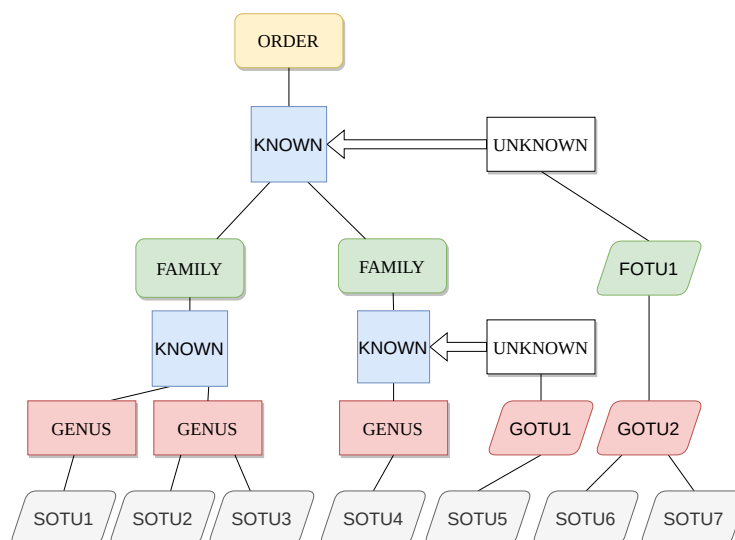 ORDER
KNOWN
UNKNOWN
FAMILY
FAMILY
FOTU1
KNOWN
KNOWN
UNKNOWN
GENUS
GENUS
GENUS
GOTU1
GOTU2
SOTU1
SOTU2
SOTU3
SOTU4
SOTU5
SOTU6
SOTU7